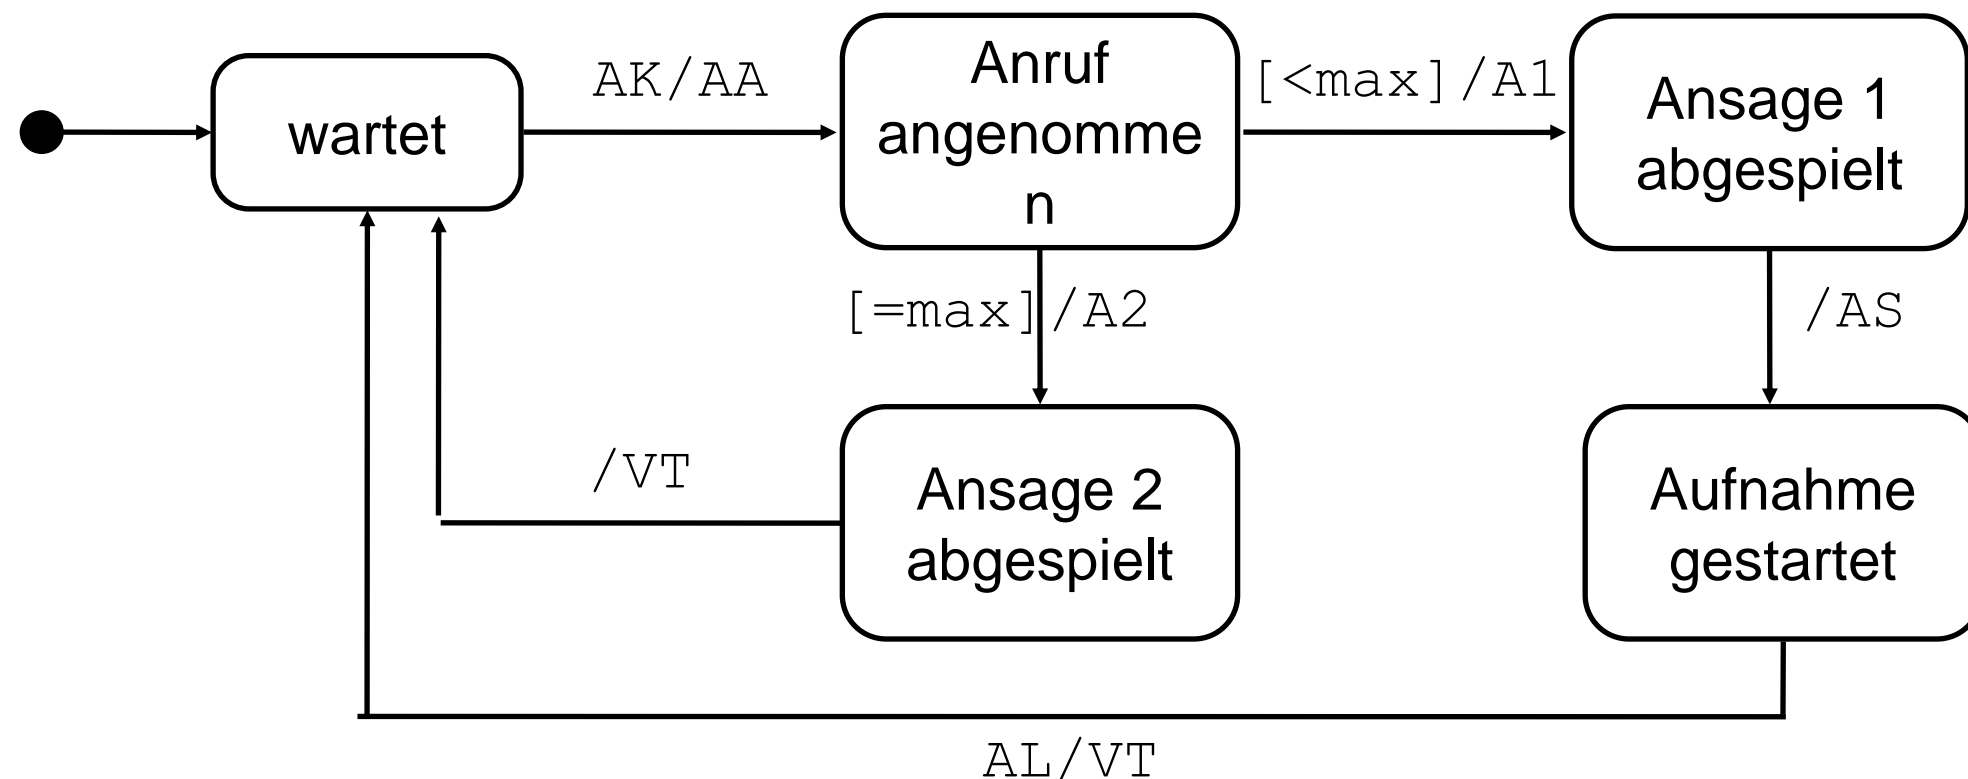 wartet
AK/AA
Anruf
angenomme
n
[<max]/A1
Ansage 1
abgespielt
[=max]/A2
/AS
/VT
Ansage 2
abgespielt
Aufnahme
gestartet
AL/VT